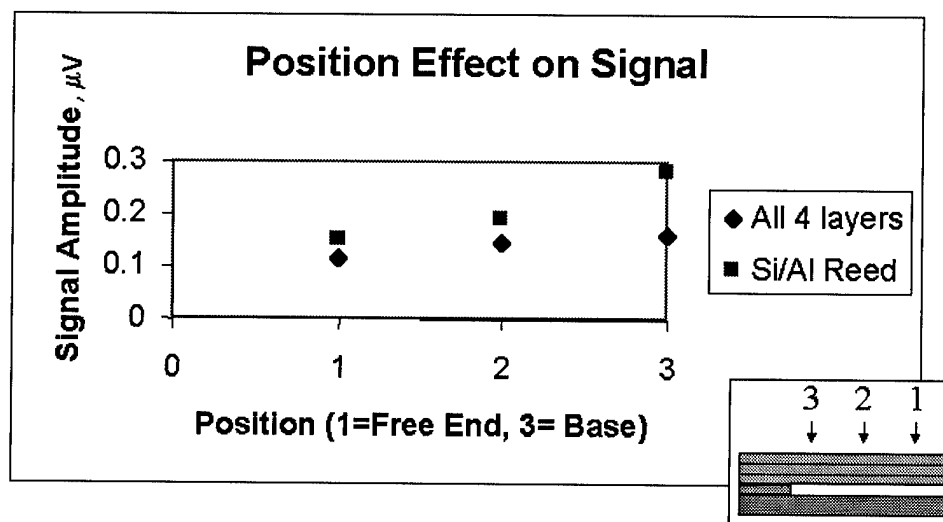 Position Effect on Signal
Signal Amplitude, μV
0.3
0.2
0.1
0
0 1 2 3
Position (1=Free End, 3= Base)
All 4 layers
Si/Al Reed
3 2 1